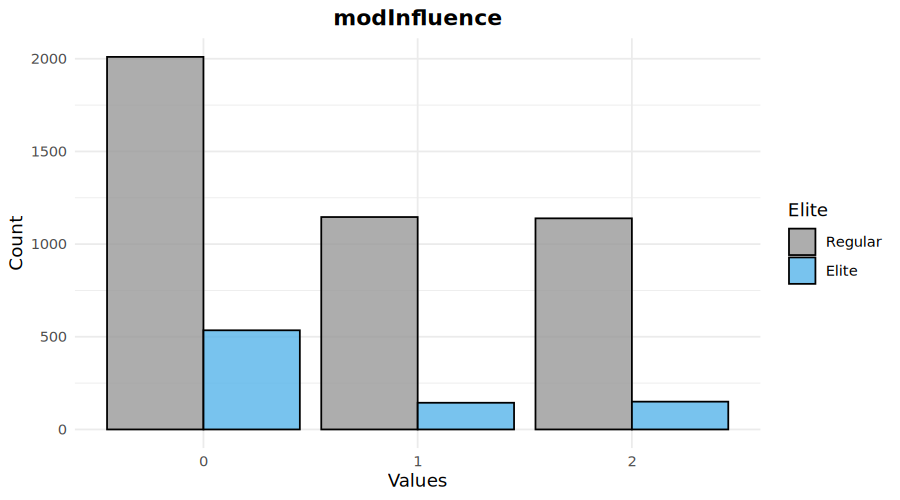 modInfluence
2000
1500
1000
500
0
Count
0 1 2
Values
Elite
Regular
Elite